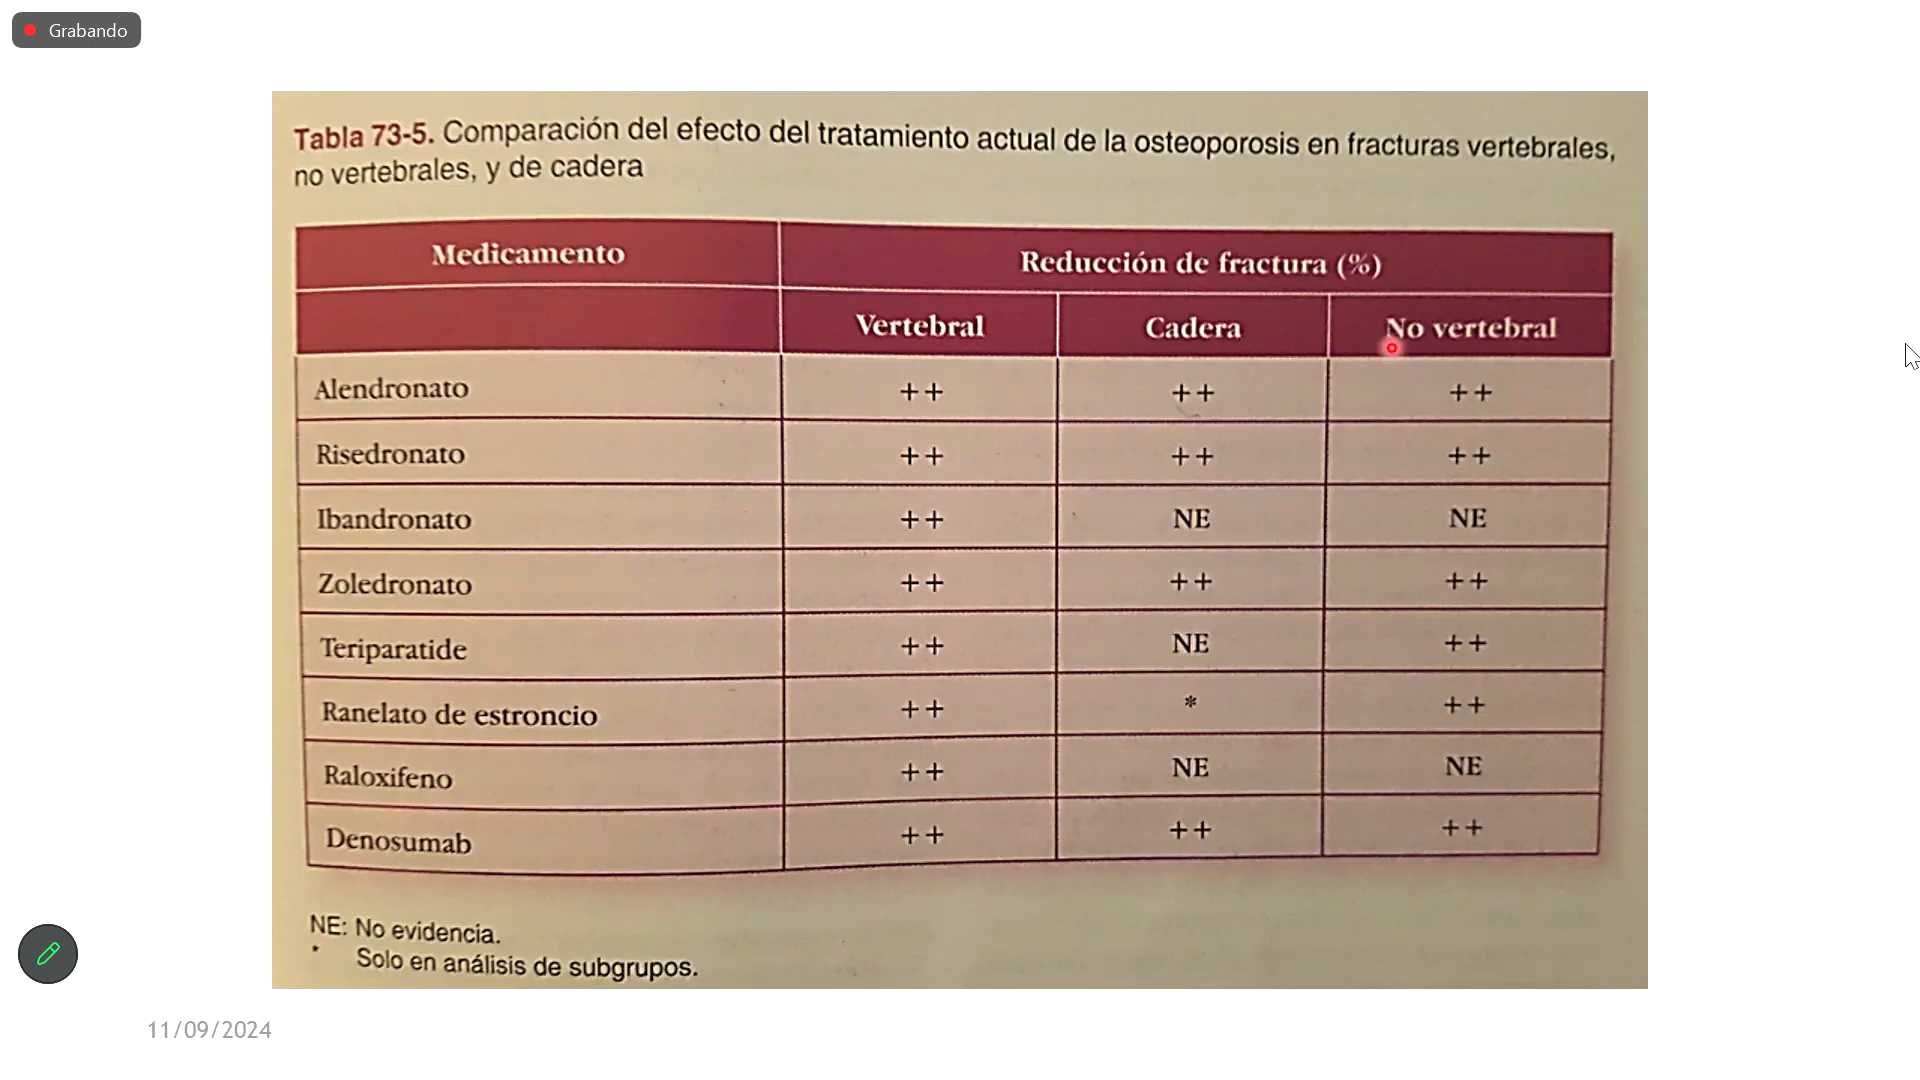 Grabando
Tabla 73-5. Comparación del efecto del tratamiento actual de la osteoporosis en fracturas vertebrales,
no vertebrales, y de cadera
Medicamento Reducción de fractura (%)
Vertebral Cadera No vertebral
Alendronato ++ ++ ++
Risedronato ++ ++ ++
Ibandronato ++ NE NE
Zoledronato ++ ++ ++
Teriparatide ++ NE ++
Ranelato de estroncio ++ * ++
Raloxifeno ++ NE NE
Denosumab ++ ++ ++
NE: No evidencia.
* Solo en análisis de subgrupos.
11/09/2024